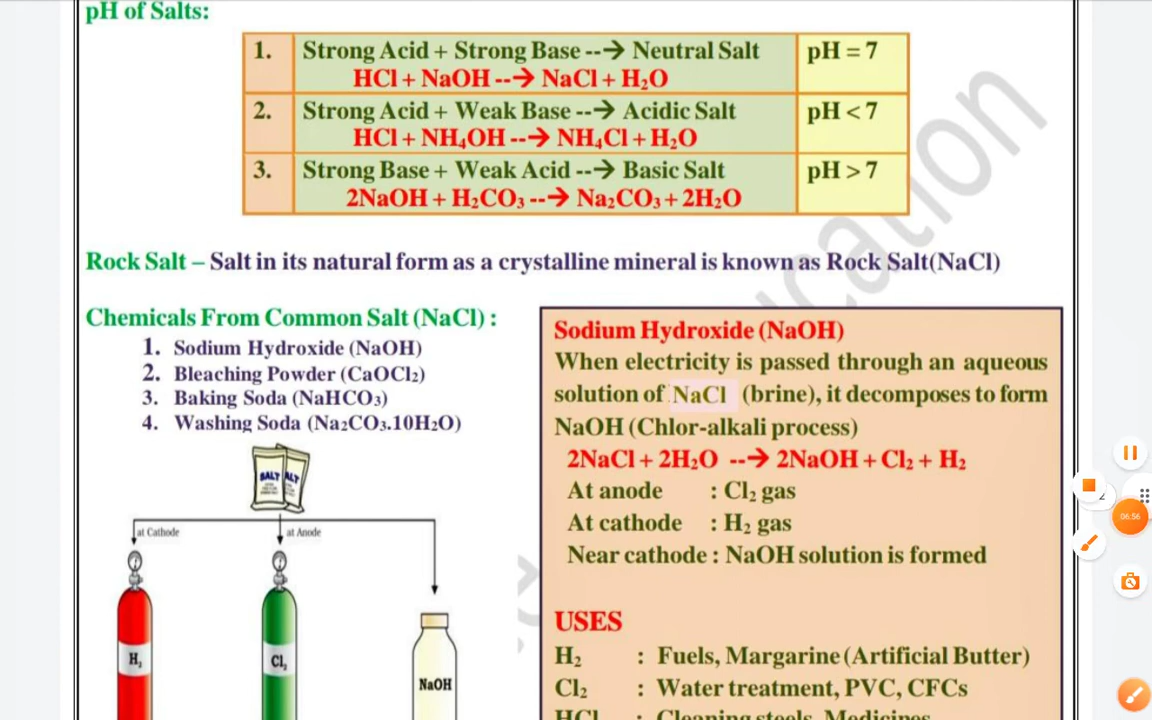 pH of Salts:
1. Strong Acid + Strong Base --→ Neutral Salt pH = 7
HCl + NaOH --→ NaCl + H₂O
2. Strong Acid + Weak Base --→ Acidic Salt pH < 7
HCl + NH₄OH --→ NH₄Cl + H₂O
3. Strong Base + Weak Acid --→ Basic Salt pH > 7
2NaOH + H₂CO₃ --→ Na₂CO₃ + 2H₂O
Rock Salt – Salt in its natural form as a crystalline mineral is known as Rock Salt(NaCl)
Chemicals From Common Salt (NaCl) :
1. Sodium Hydroxide (NaOH)
2. Bleaching Powder (CaOCl₂)
3. Baking Soda (NaHCO₃)
4. Washing Soda (Na₂CO₃.10H₂O)
SALT
at Cathode
at Anode
H₂
Cl₂
NaOH
Sodium Hydroxide (NaOH)
When electricity is passed through an aqueous
solution of NaCl (brine), it decomposes to form
NaOH (Chlor-alkali process)
2NaCl + 2H₂O --→ 2NaOH + Cl₂ + H₂
At anode : Cl₂ gas
At cathode : H₂ gas
Near cathode : NaOH solution is formed
USES
H₂ : Fuels, Margarine (Artificial Butter)
Cl₂ : Water treatment, PVC, CFCs
HCl : Cleaning steels, Medicines
06:56